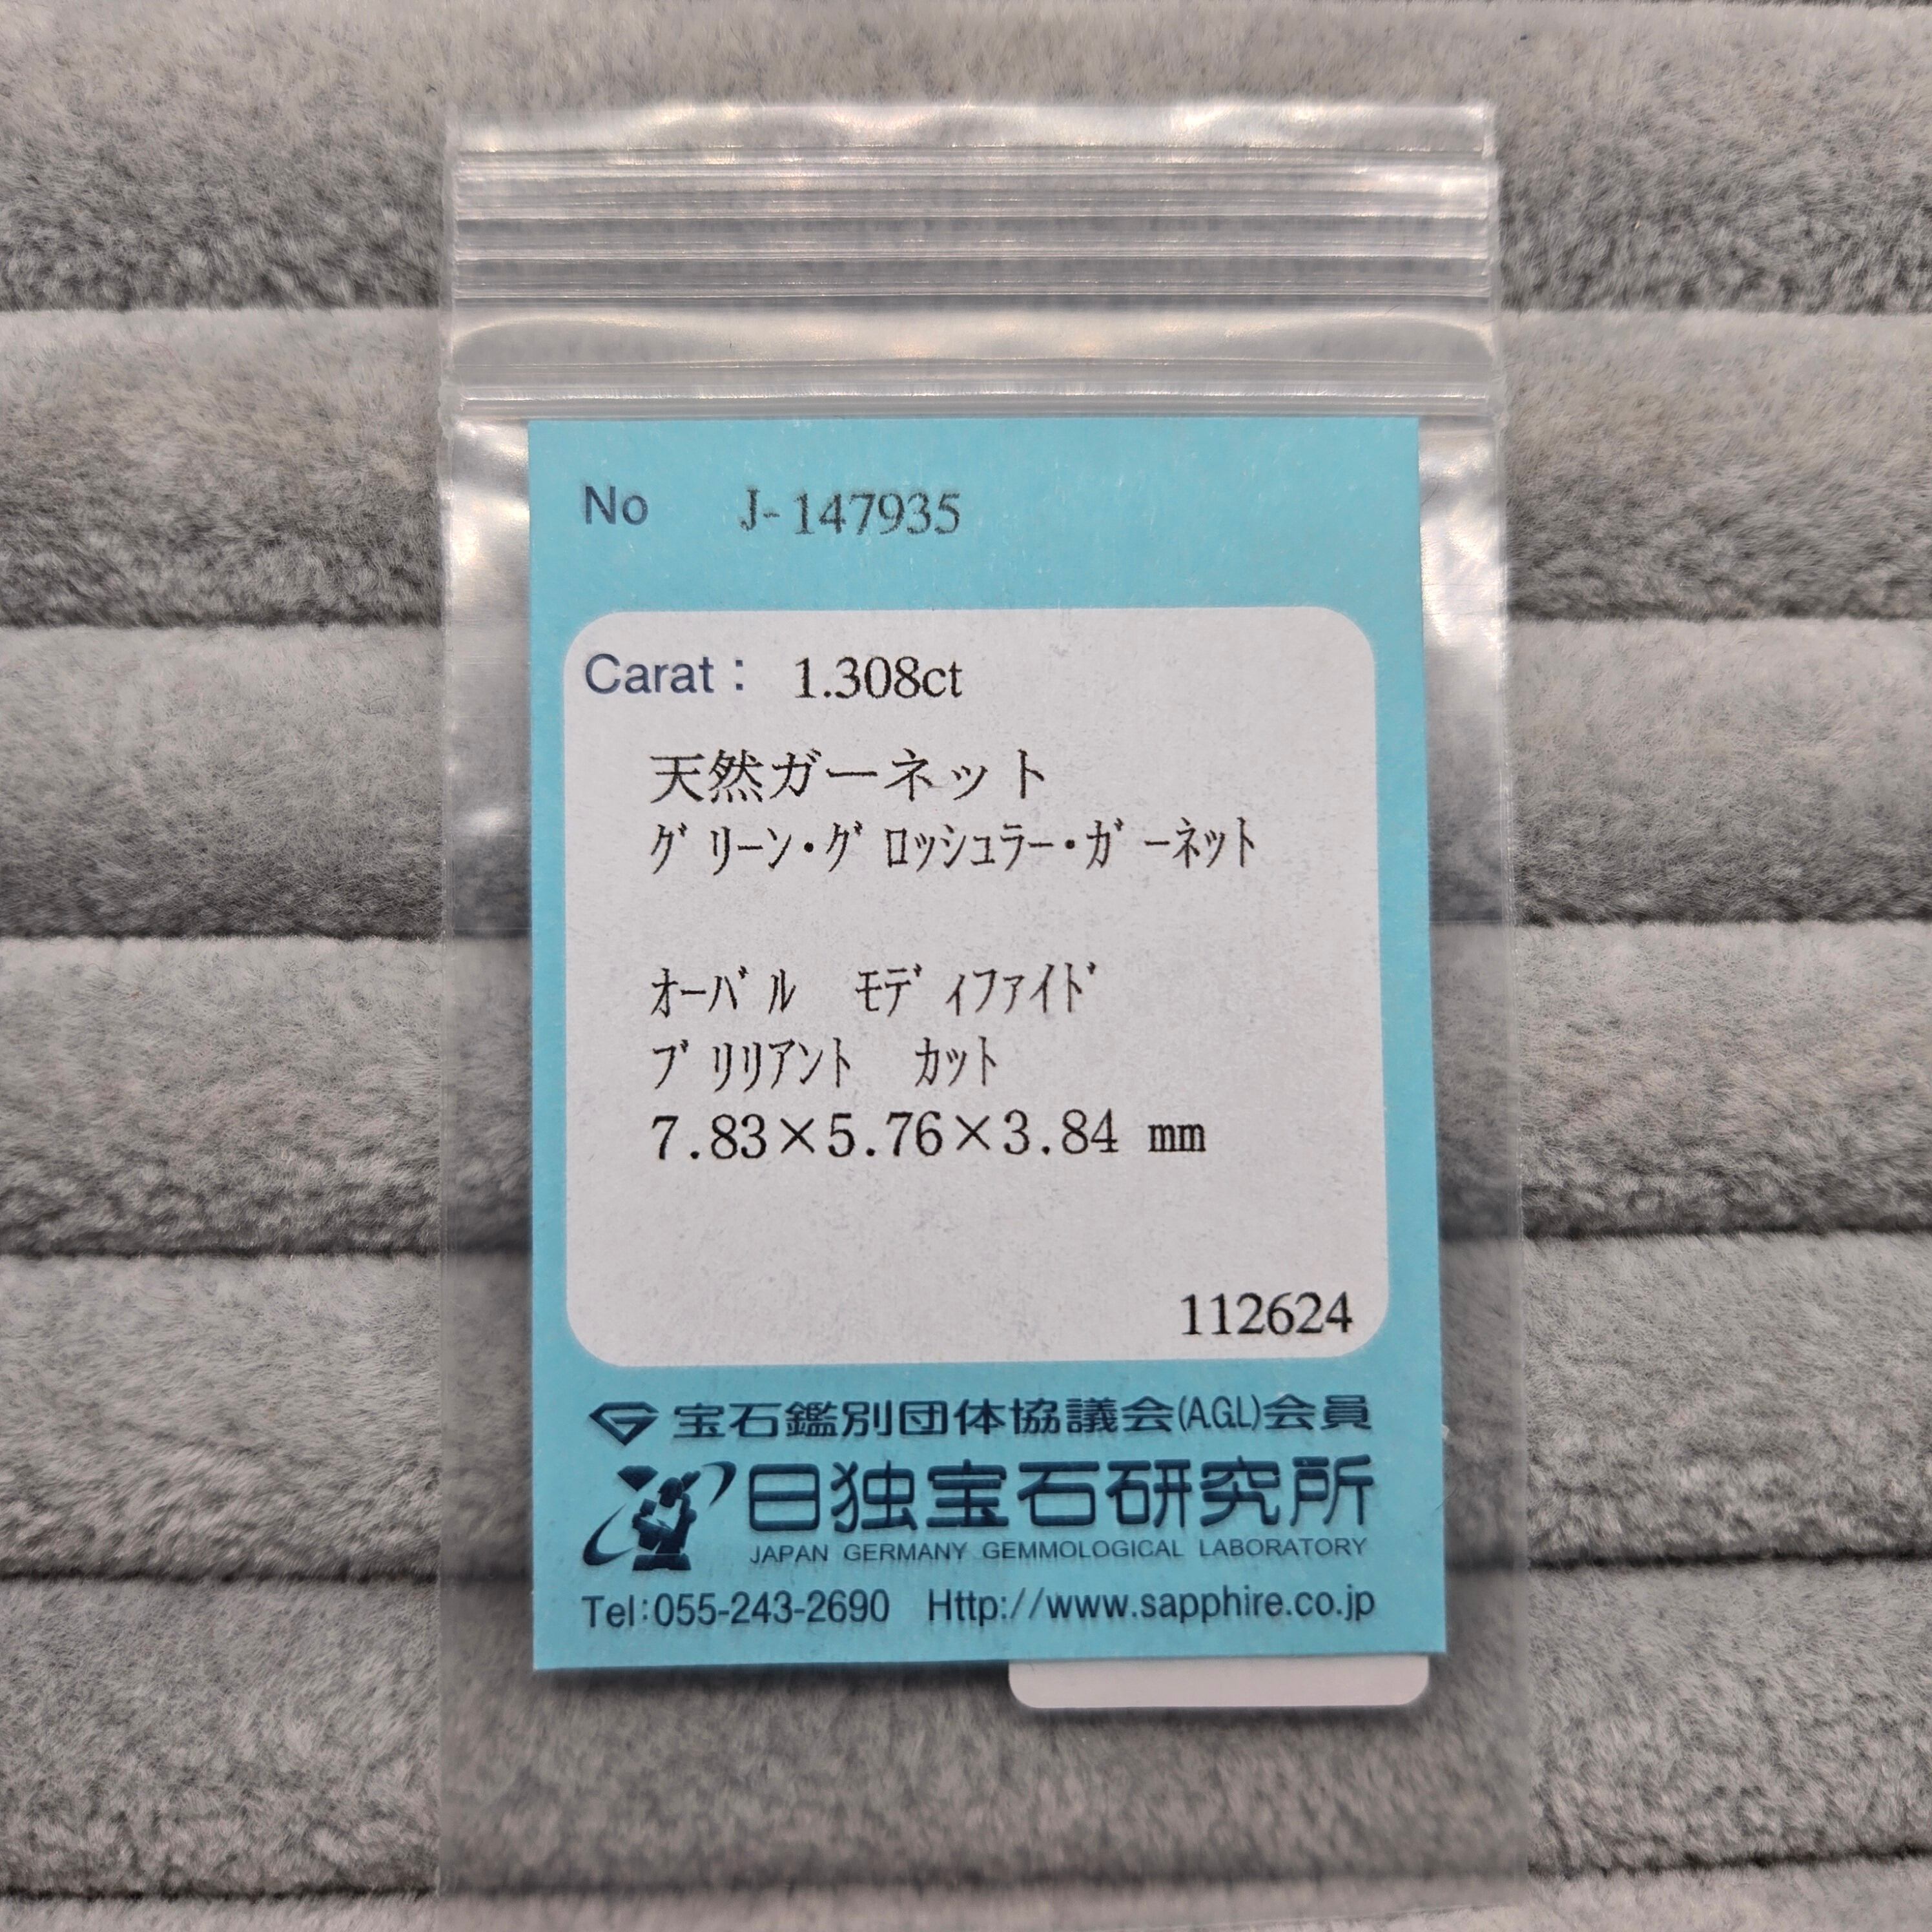 No J-147935
Carat： 1.308ct
天然ガーネット
ｸﾞﾘｰﾝ･ｸﾞﾛｯｼｭﾗｰ･ｶﾞｰﾈｯﾄ
ｵｰﾊﾞﾙ ﾓﾃﾞｨﾌｧｲﾄﾞ
ﾌﾞﾘﾘｱﾝﾄ ｶｯﾄ
7.83×5.76×3.84 mm
112624
宝石鑑別団体協議会(A.G.L)会員
日独宝石研究所
JAPAN GERMANY GEMMOLOGICAL LABORATORY
Tel:055-243-2690 Http://www.sapphire.co.jp